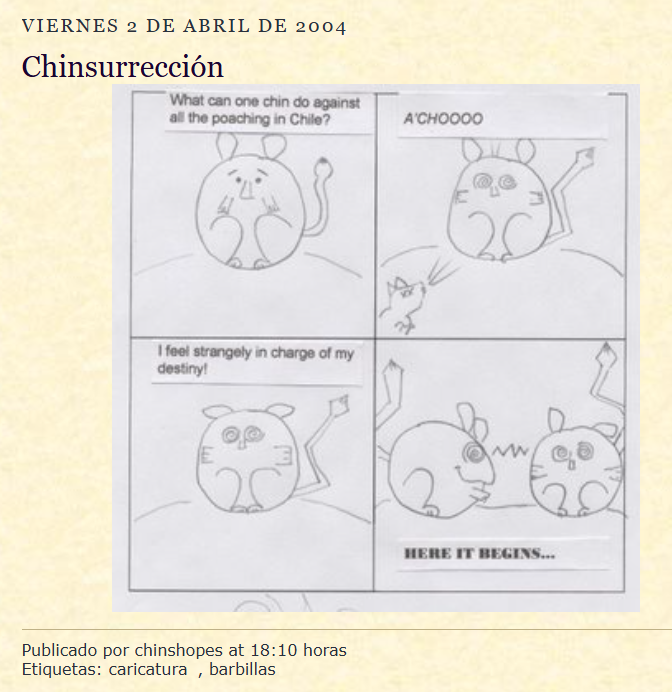 VIERNES 2 DE ABRIL DE 2004
Chinsurrección
What can one chin do against
all the poaching in Chile?
A'CHOOOO
I feel strangely in charge of my
destiny!
HERE IT BEGINS...
Publicado por chinshopes at 18:10 horas
Etiquetas: caricatura , barbillas